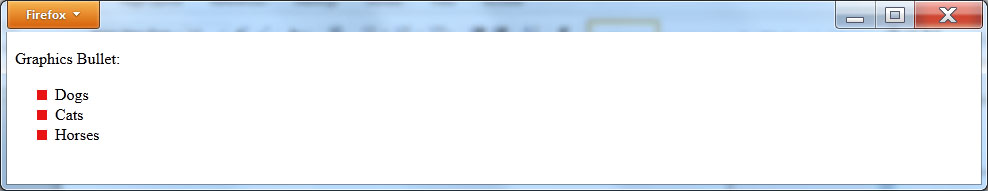 Firefox
Graphics Bullet:
Dogs
Cats
Horses